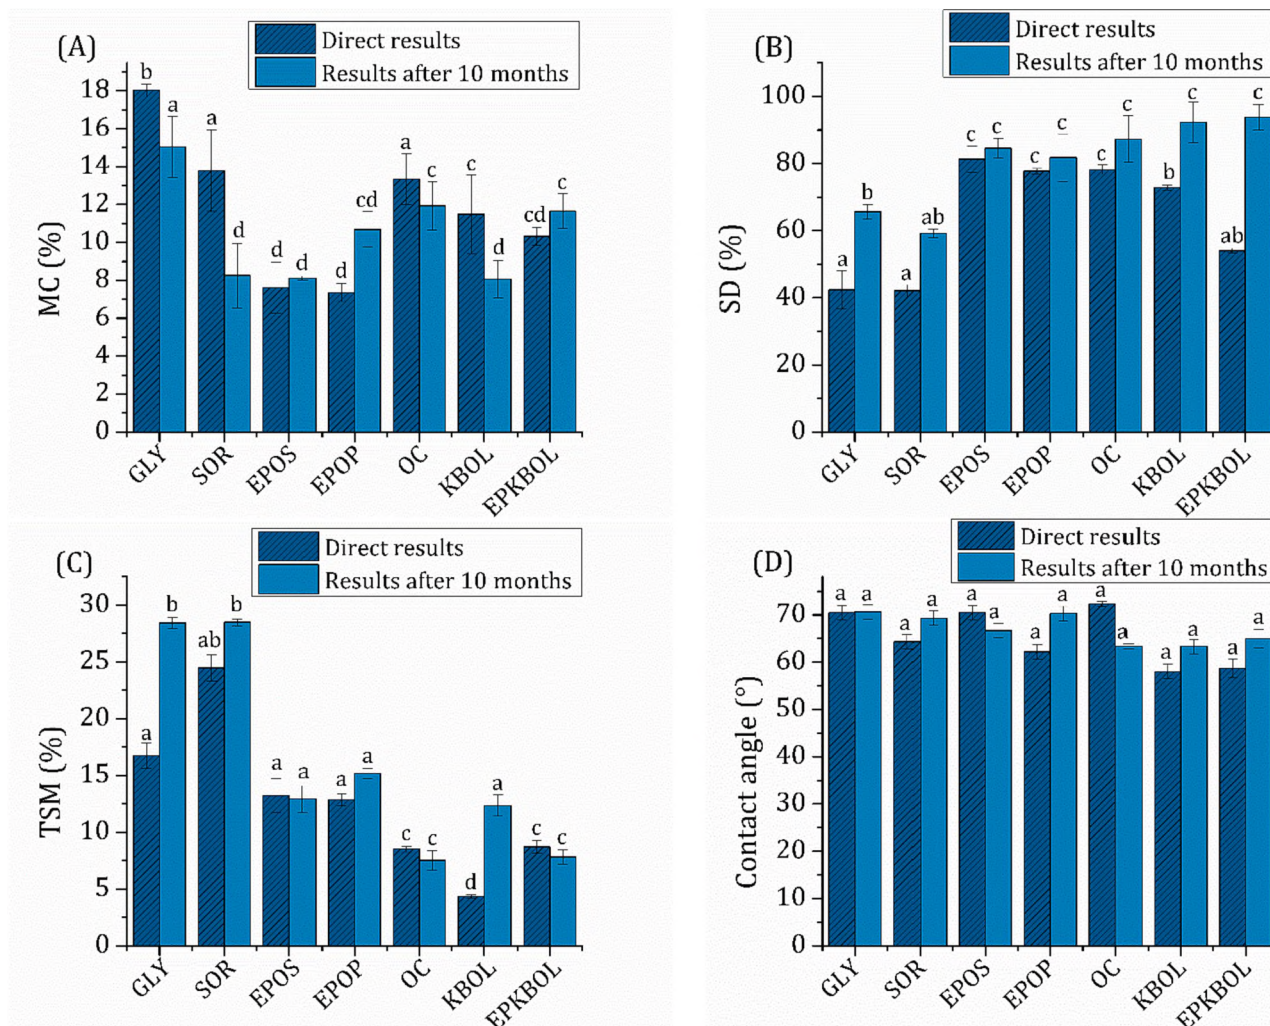 (A)
Direct results
Results after 10 months
MC (%)
18
16
14
12
10
8
6
4
2
0
b
a
a
d
d
d
d
cd
a
c
c
d
cd
c
GLY
SOR
EPOS
EPOP
OC
KBOL
EPKBOL
(B)
Direct results
Results after 10 months
SD (%)
100
80
60
40
20
0
a
b
a
ab
c
c
c
c
c
c
b
c
ab
c
GLY
SOR
EPOS
EPOP
OC
KBOL
EPKBOL
(C)
Direct results
Results after 10 months
TSM (%)
30
25
20
15
10
5
0
a
b
ab
b
a
a
a
a
c
c
d
a
c
c
GLY
SOR
EPOS
EPOP
OC
KBOL
EPKBOL
(D)
Direct results
Results after 10 months
Contact angle (°)
70
60
50
40
30
20
10
0
a
a
a
a
a
a
a
a
a
a
a
a
a
a
GLY
SOR
EPOS
EPOP
OC
KBOL
EPKBOL